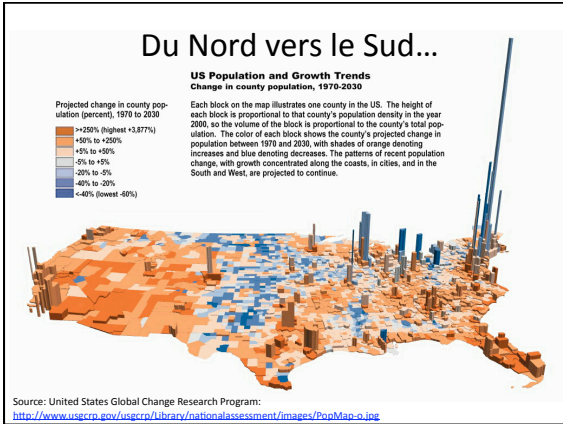 Du Nord vers le Sud…
US Population and Growth Trends
Change in county population, 1970-2030
Projected change in county pop-
ulation (percent), 1970 to 2030
>+250% (highest +3,877%)
+50% to +250%
+5% to +50%
-5% to +5%
-20% to -5%
-40% to -20%
<-40% (lowest -60%)
Each block on the map illustrates one county in the US. The height of
each block is proportional to that county's population density in the year
2000, so the volume of the block is proportional to the county's total pop-
ulation. The color of each block shows the county's projected change in
population between 1970 and 2030, with shades of orange denoting
increases and blue denoting decreases. The patterns of recent population
change, with growth concentrated along the coasts, in cities, and in the
South and West, are projected to continue.
Source: United States Global Change Research Program:
http://www.usgcrp.gov/usgcrp/Library/nationalassessment/images/PopMap-o.jpg